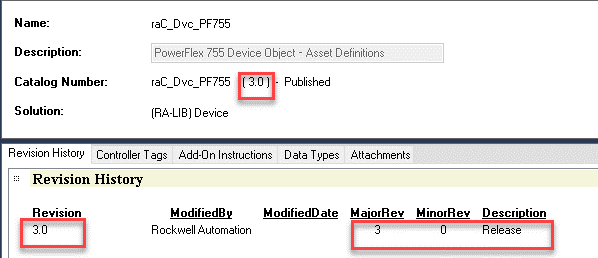 Name: raC_Dvc_PF755
Description: PowerFlex 755 Device Object - Asset Definitions
Catalog Number: raC_Dvc_PF755 ( 3.0 ) - Published
Solution: (RA-LIB) Device
Revision History Controller Tags Add-On Instructions Data Types Attachments
Revision History
Revision ModifiedBy ModifiedDate MajorRev MinorRev Description
3.0 Rockwell Automation 3 0 Release